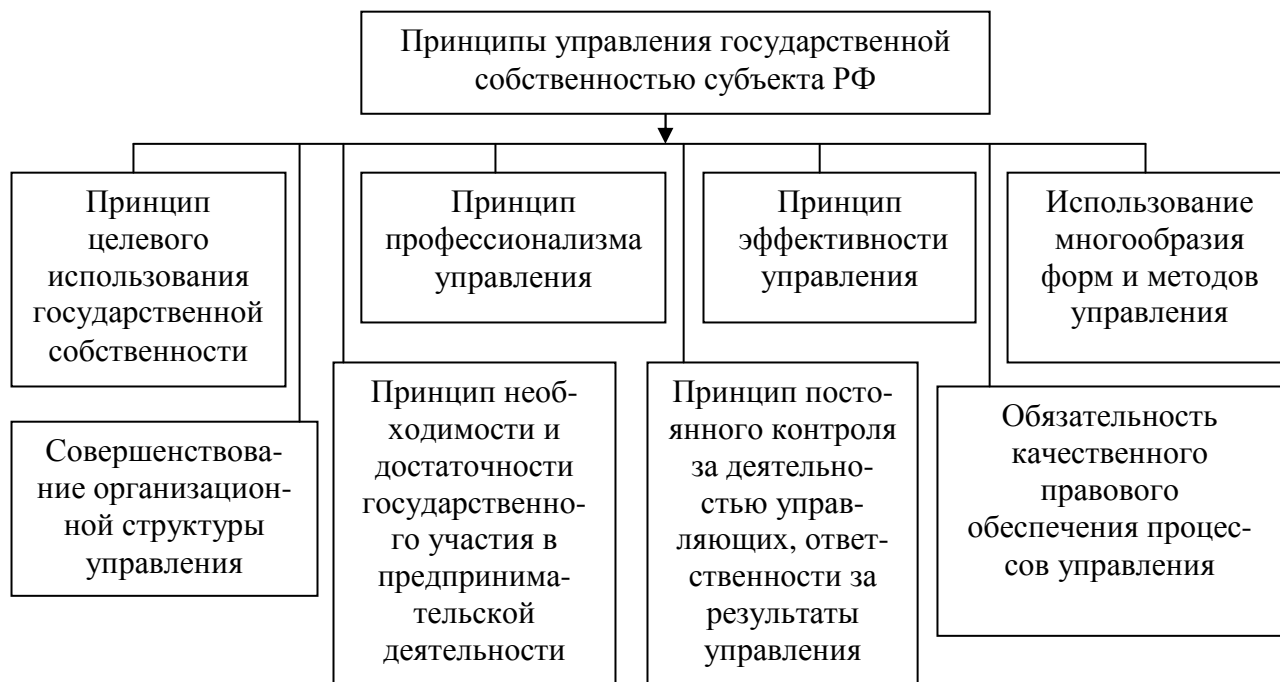 Принципы управления государственной
собственностью субъекта РФ
Принцип
целевого
использования
государственной
собственности
Принцип
профессионализма
управления
Принцип
эффективности
управления
Использование
многообразия
форм и методов
управления
Совершенствова-
ние организацион-
ной структуры
управления
Принцип необ-
ходимости и
достаточности
государственно-
го участия в
предпринима-
тельской
деятельности
Принцип посто-
янного контроля
за деятельно-
стью управ-
ляющих, ответ-
ственности за
результаты
управления
Обязательность
качественного
правового
обеспечения процес-
сов управления